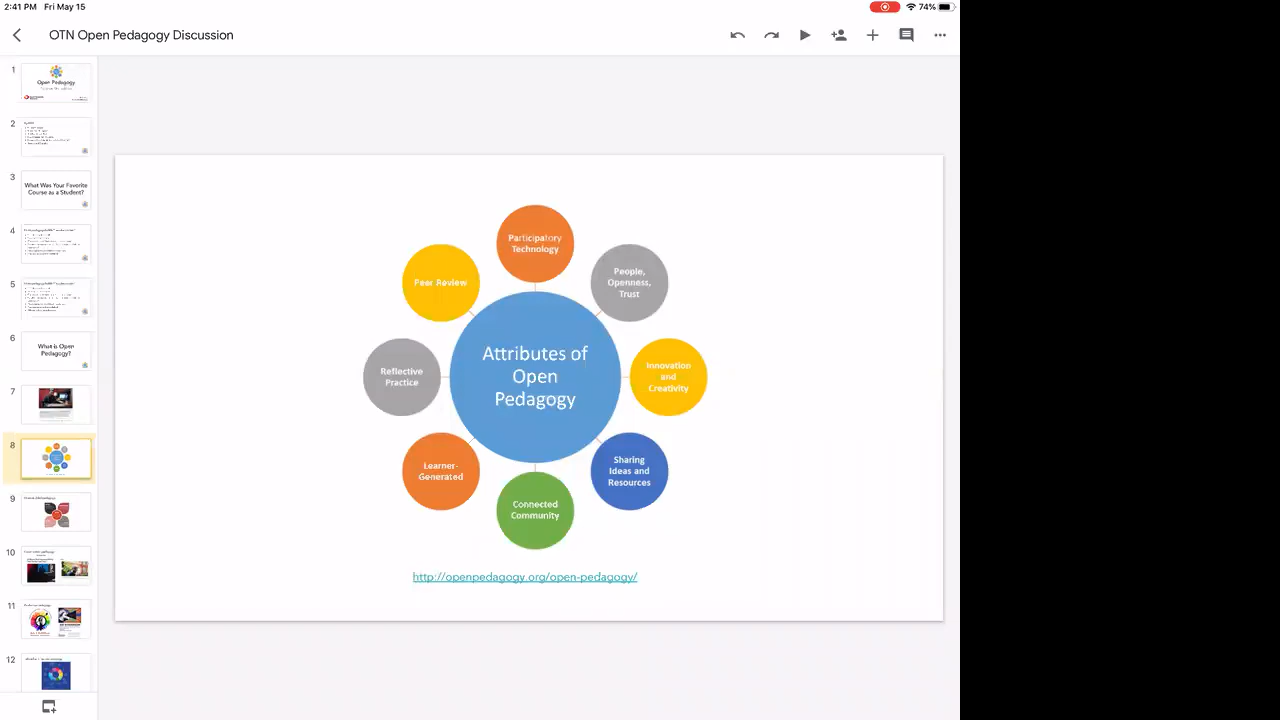 2:41 PM Fri May 15
74%
OTN Open Pedagogy Discussion
1
Open Pedagogy
2
3
What Was Your Favorite
Course as a Student?
4
5
6
What is Open
Pedagogy?
7
8
9
10
11
12
Participatory
Technology
People,
Openness,
Trust
Innovation
and
Creativity
Sharing
Ideas and
Resources
Connected
Community
Learner-
Generated
Reflective
Practice
Peer Review
Attributes of
Open
Pedagogy
http://openpedagogy.org/open-pedagogy/